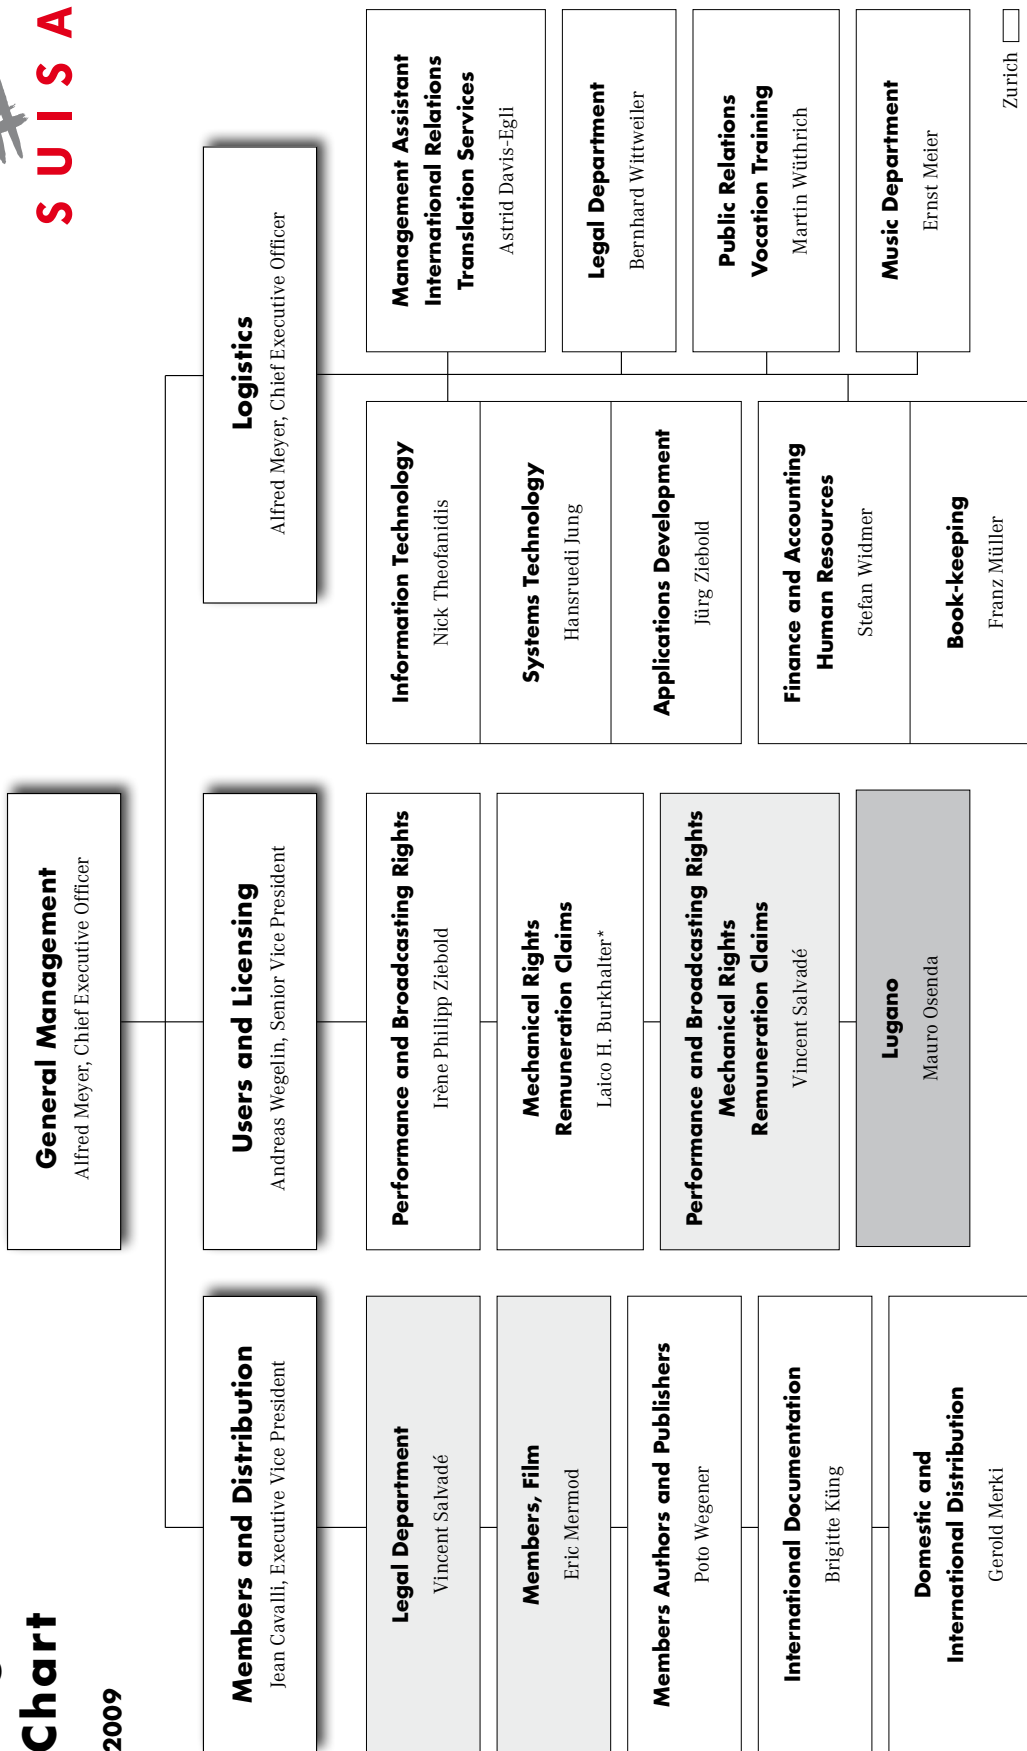 Chart
2009
SUISA
General Management
Alfred Meyer, Chief Executive Officer
Members and Distribution
Jean Cavalli, Executive Vice President
Users and Licensing
Andreas Wegelin, Senior Vice President
Logistics
Alfred Meyer, Chief Executive Officer
Legal Department
Vincent Salvadé
Members, Film
Eric Mermod
Members Authors and Publishers
Poto Wegener
International Documentation
Brigitte Küng
Domestic and
International Distribution
Gerold Merki
Performance and Broadcasting Rights
Irène Philipp Ziebold
Mechanical Rights
Remuneration Claims
Laico H. Burkhalter*
Performance and Broadcasting Rights
Mechanical Rights
Remuneration Claims
Vincent Salvadé
Lugano
Mauro Osenda
Information Technology
Nick Theofanidis
Systems Technology
Hansruedi Jung
Applications Development
Jürg Ziebold
Finance and Accounting
Human Resources
Stefan Widmer
Book-keeping
Franz Müller
Management Assistant
International Relations
Translation Services
Astrid Davis-Egli
Legal Department
Bernhard Wittweiler
Public Relations
Vocation Training
Martin Wüthrich
Music Department
Ernst Meier
Zurich